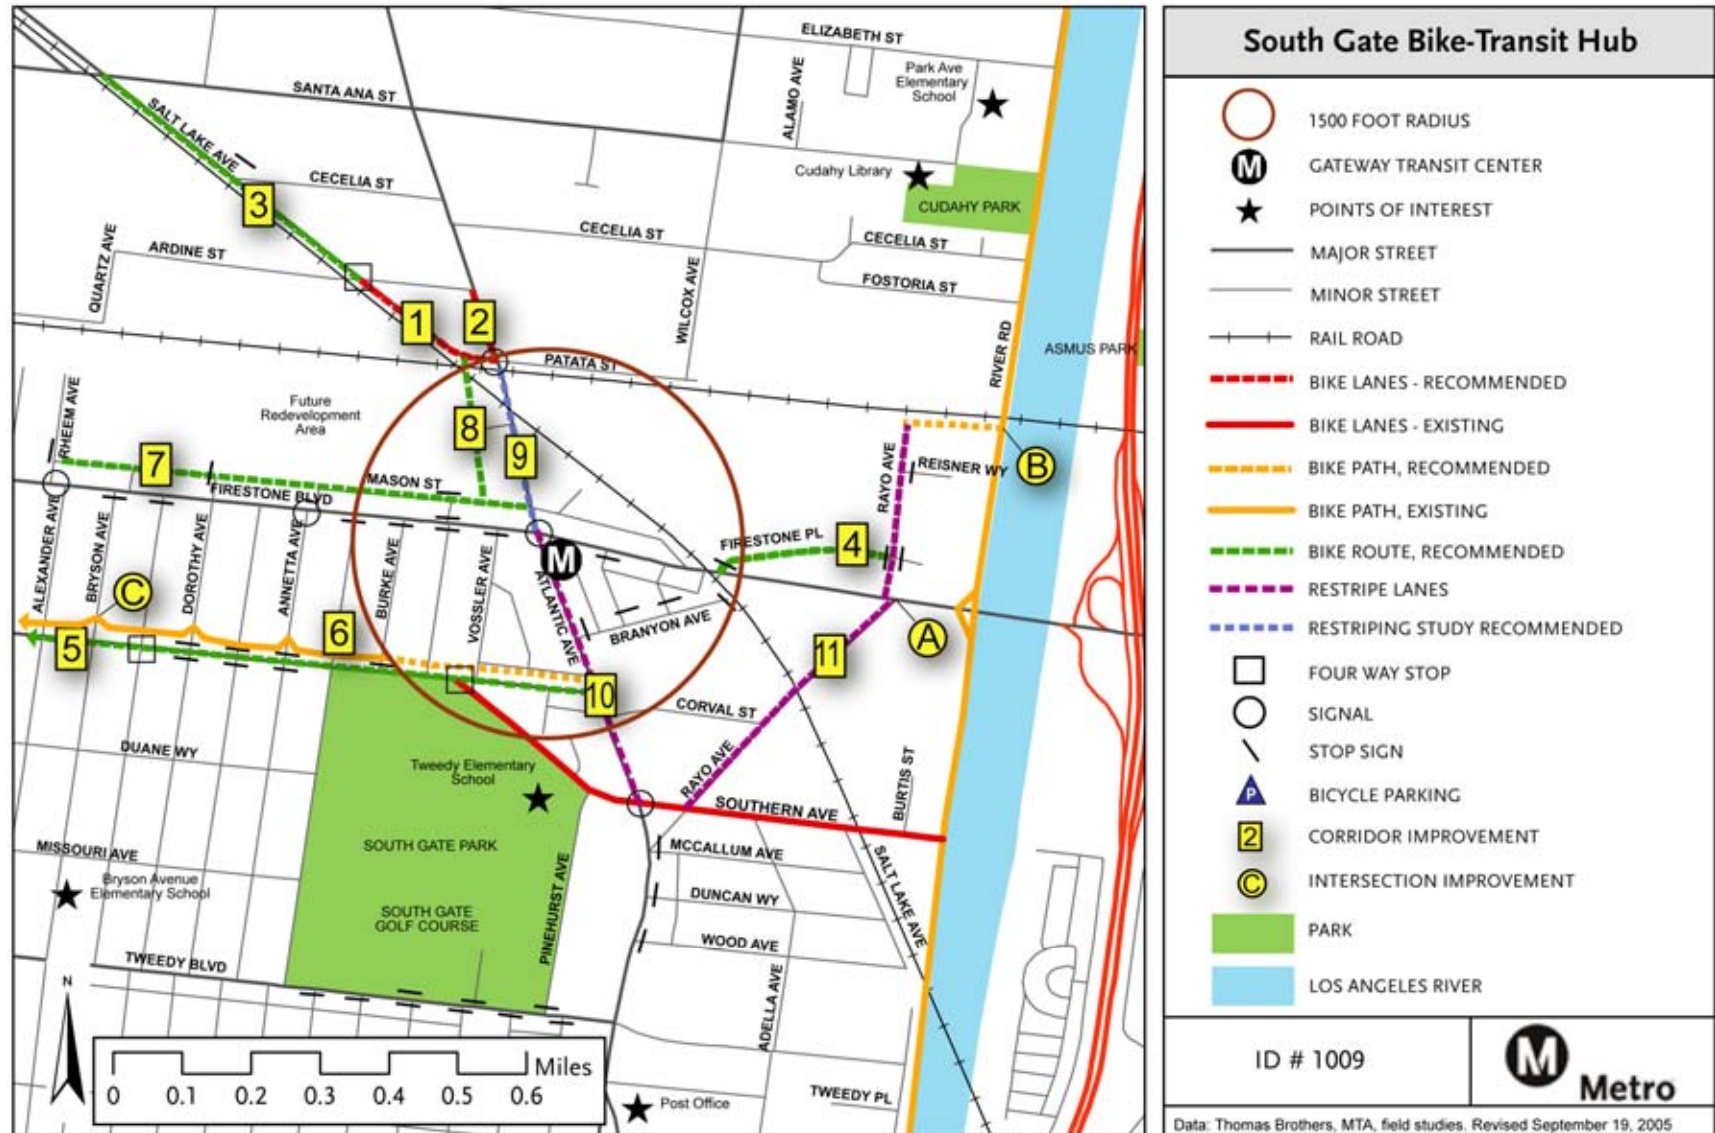 ELIZABETH ST
Park Ave
Elementary
School
ALAMO AVE
SANTA ANA ST
SALT LAKE AVE
Cudahy Library
CUDAHY PARK
CECELIA ST
3
CECELIA ST
CECELIA ST
FOSTORIA ST
QUARTZ AVE
ARDINE ST
WILCOX AVE
1
2
RIVER RD
ASMUS PARK
PATATA ST
RHEEM AVE
Future
Redevelopment
Area
8
9
7
MASON ST
FIRESTONE BLVD
RAYO AVE
REISNER WY
B
FIRESTONE PL
4
M
ALEXANDER AVE
BRYSON AVE
C
DOROTHY AVE
ANNETTA AVE
BURKE AVE
VOSSLER AVE
ATLANTIC AVE
BRANYON AVE
A
5
6
11
10
CORVAL ST
DUANE WY
RAYO AVE
BURTIS ST
Tweedy Elementary
School
SOUTHERN AVE
SOUTH GATE PARK
MCCALLUM AVE
SALT LAKE AVE
MISSOURI AVE
Bryson Avenue
Elementary School
PINEHURST AVE
DUNCAN WY
SOUTH GATE
GOLF COURSE
WOOD AVE
TWEEDY BLVD
ADELLA AVE
N
Miles
0 0.1 0.2 0.3 0.4 0.5 0.6
Post Office
TWEEDY PL
South Gate Bike-Transit Hub
1500 FOOT RADIUS
M GATEWAY TRANSIT CENTER
POINTS OF INTEREST
MAJOR STREET
MINOR STREET
RAIL ROAD
BIKE LANES - RECOMMENDED
BIKE LANES - EXISTING
BIKE PATH, RECOMMENDED
BIKE PATH, EXISTING
BIKE ROUTE, RECOMMENDED
RESTRIPE LANES
RESTRIPING STUDY RECOMMENDED
FOUR WAY STOP
SIGNAL
STOP SIGN
P BICYCLE PARKING
2 CORRIDOR IMPROVEMENT
C INTERSECTION IMPROVEMENT
PARK
LOS ANGELES RIVER
ID # 1009
M Metro
Data: Thomas Brothers, MTA, field studies. Revised September 19, 2005